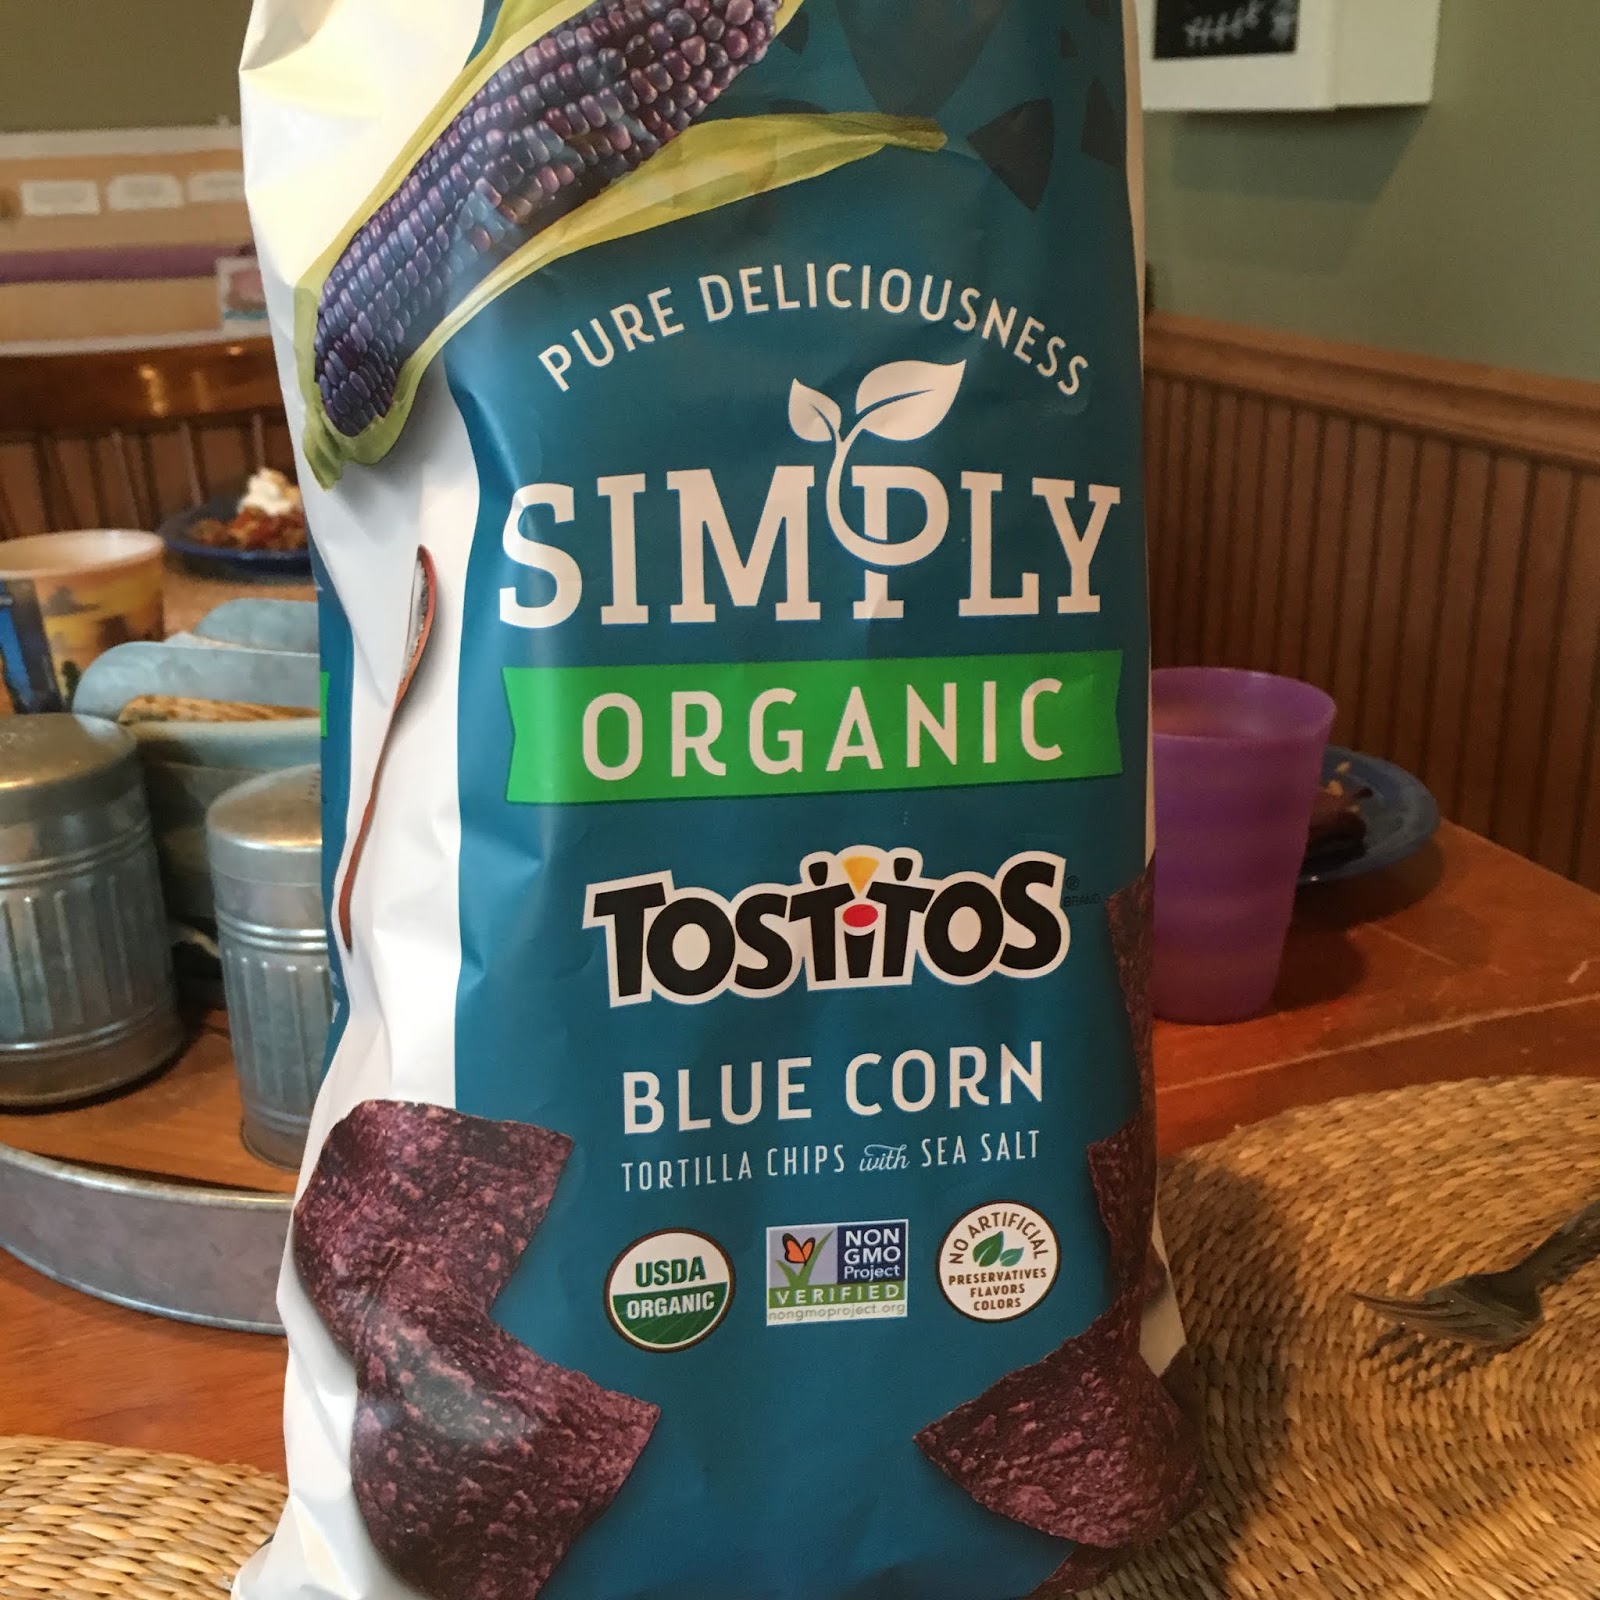 PURE DELICIOUSNESS
SIMPLY
ORGANIC
TOSTITOS
® BRAND
BLUE CORN
TORTILLA CHIPS with SEA SALT
USDA
ORGANIC
NON
GMO
Project
VERIFIED
nongmoproject.org
NO ARTIFICIAL
PRESERVATIVES
FLAVORS
COLORS